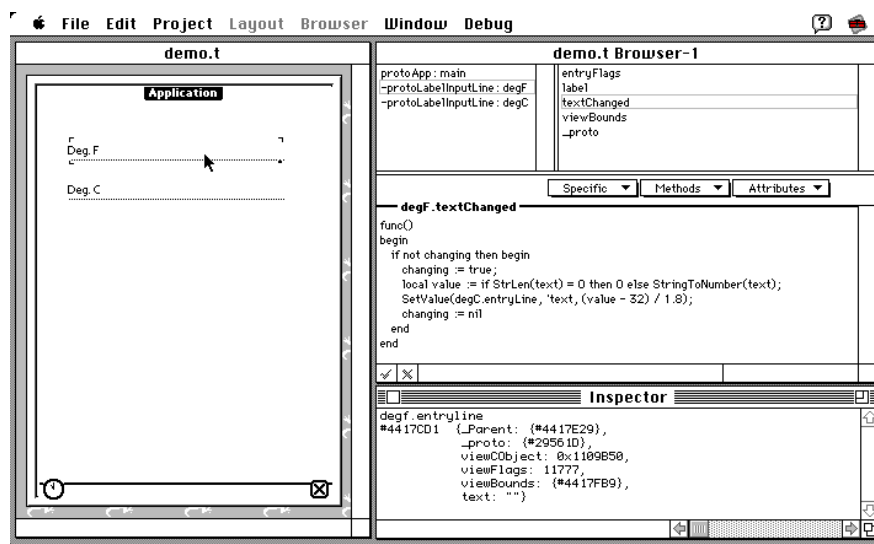 File Edit Project Layout Browser Window Debug
demo.t
Application
Deg. F
Deg. C
demo.t Browser-1
protoApp : main
-protoLabelInputLine : degF
-protoLabelInputLine : degC
entryFlags
label
textChanged
viewBounds
_proto
Specific Methods Attributes
degF.textChanged
func()
begin
if not changing then begin
changing := true;
local value := if StrLen(text) = 0 then 0 else StringToNumber(text);
SetValue(degC.entryLine, 'text, (value - 32) / 1.8);
changing := nil
end
end
Inspector
degf.entryline
#4417CD1 {_Parent: {#4417E29},
_proto: {#29561D},
viewCObject: 0x1109B50,
viewFlags: 11777,
viewBounds: {#4417FB9},
text: ""}